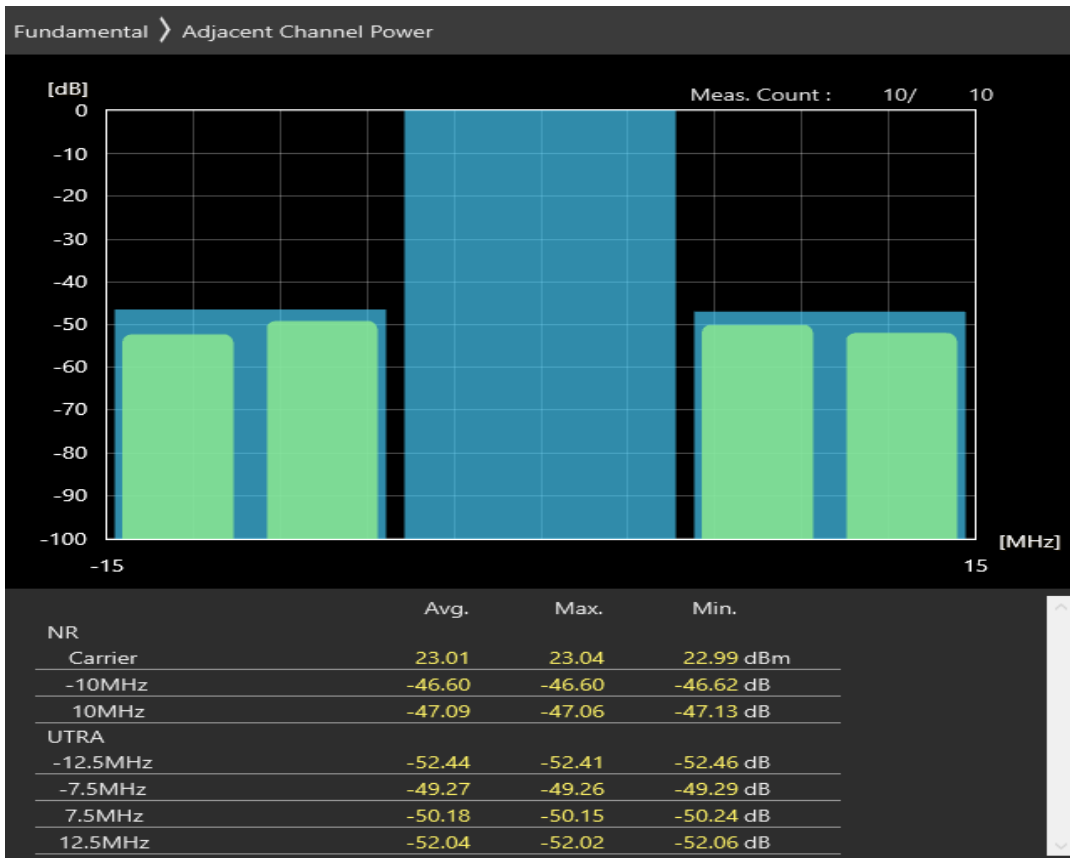 Fundamental 〉 Adjacent Channel Power
[dB]
Meas. Count : 10/ 10
0
-10
-20
-30
-40
-50
-60
-70
-80
-90
-100
[MHz]
-15 15
Avg. Max. Min.
NR
Carrier 23.01 23.04 22.99 dBm
-10MHz -46.60 -46.60 -46.62 dB
10MHz -47.09 -47.06 -47.13 dB
UTRA
-12.5MHz -52.44 -52.41 -52.46 dB
-7.5MHz -49.27 -49.26 -49.29 dB
7.5MHz -50.18 -50.15 -50.24 dB
12.5MHz -52.04 -52.02 -52.06 dB